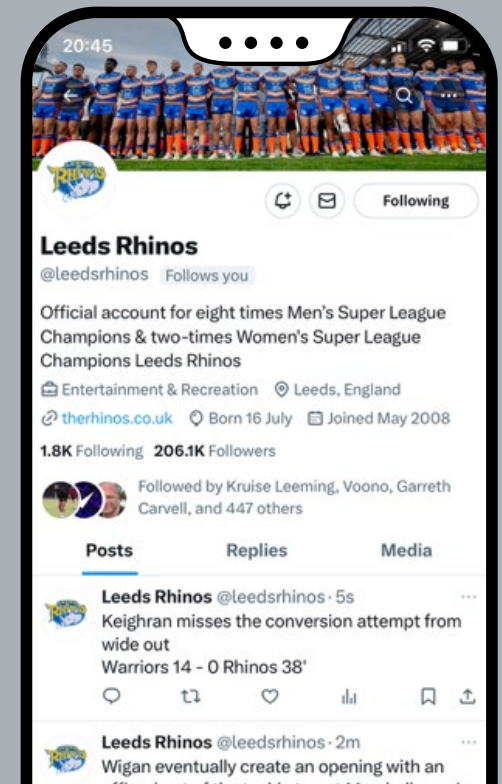 20:45
RHINOS
Following
Leeds Rhinos
@leedsrhinos Follows you
Official account for eight times Men's Super League
Champions & two-times Women's Super League
Champions Leeds Rhinos
Entertainment & Recreation Leeds, England
therhinos.co.uk Born 16 July Joined May 2008
1.8K Following 206.1K Followers
Followed by Kruise Leeming, Voono, Garreth
Carvell, and 447 others
Posts Replies Media
RHINOS
Leeds Rhinos @leedsrhinos · 5s
Keighran misses the conversion attempt from
wide out
Warriors 14 - 0 Rhinos 38'
RHINOS
Leeds Rhinos @leedsrhinos · 2m
Wigan eventually create an opening with an